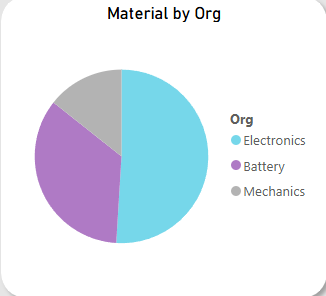 Material by Org
Org
Electronics
Battery
Mechanics